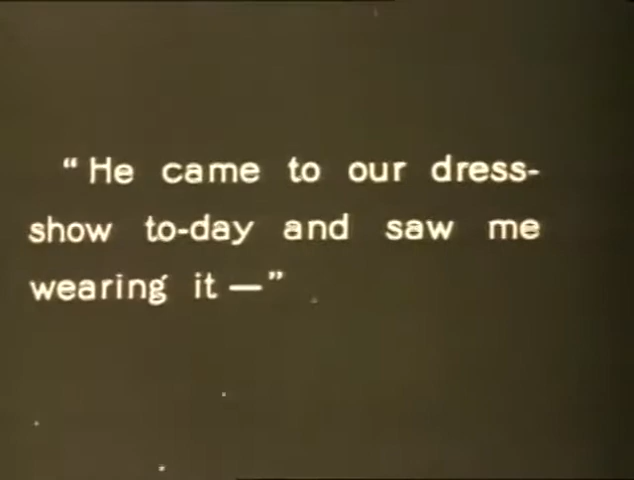 “He came to our dress-
show to-day and saw me
wearing it —”